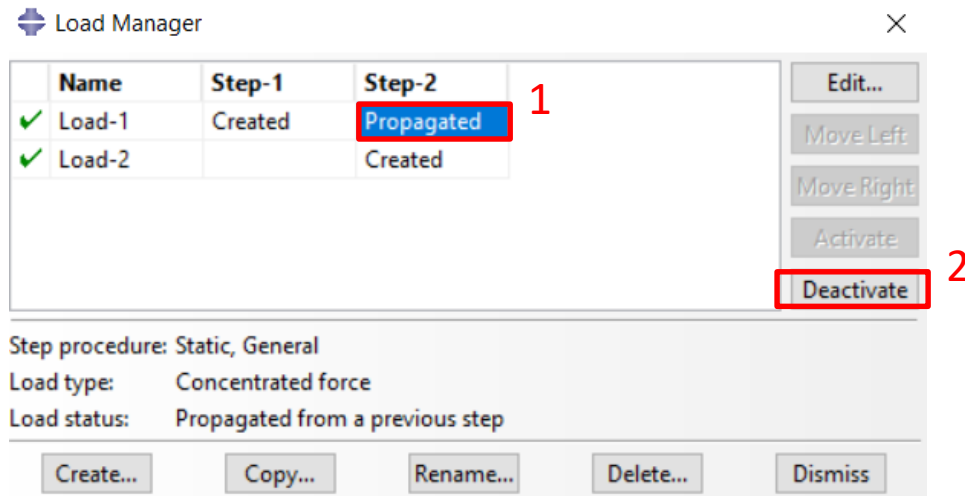 Load Manager
Name Step-1 Step-2
Load-1 Created Propagated
Load-2 Created
1
Edit...
Move Left
Move Right
Activate
Deactivate
2
Step procedure: Static, General
Load type: Concentrated force
Load status: Propagated from a previous step
Create... Copy... Rename... Delete... Dismiss